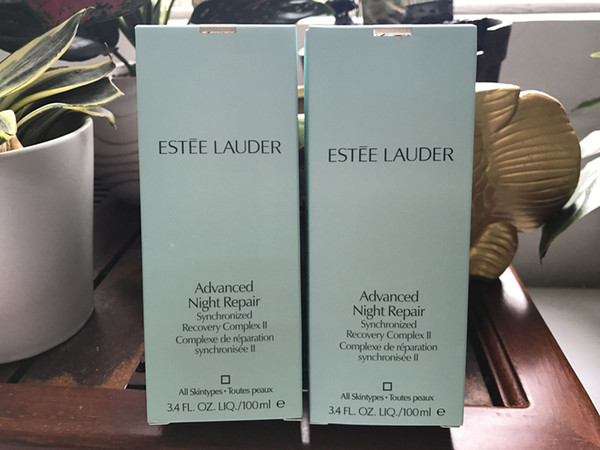 ESTĒE LAUDER
Advanced
Night Repair
Synchronized
Recovery Complex II
Complexe de réparation
synchronisée II
All Skintypes • Toutes peaux
3.4 FL. OZ. LIQ./100 ml ℮
ESTĒE LAUDER
Advanced
Night Repair
Synchronized
Recovery Complex II
Complexe de réparation
synchronisée II
All Skintypes • Toutes peaux
3.4 FL. OZ. LIQ./100 ml ℮